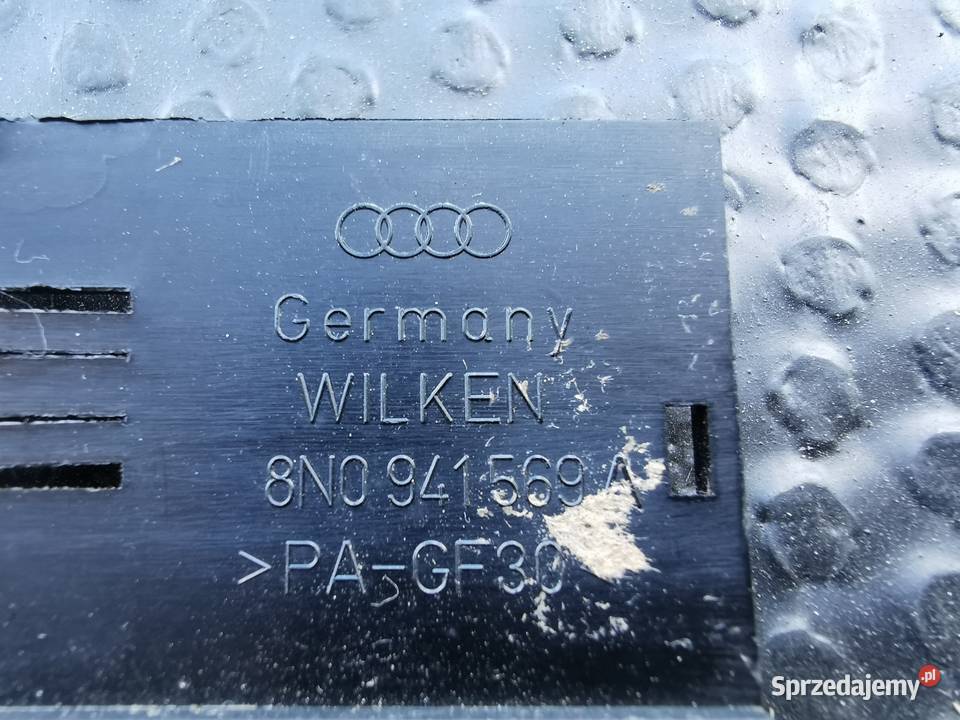 Germany
WILKEN
8N0 941 569 A
>PA-GF30
Sprzedajemy.pl